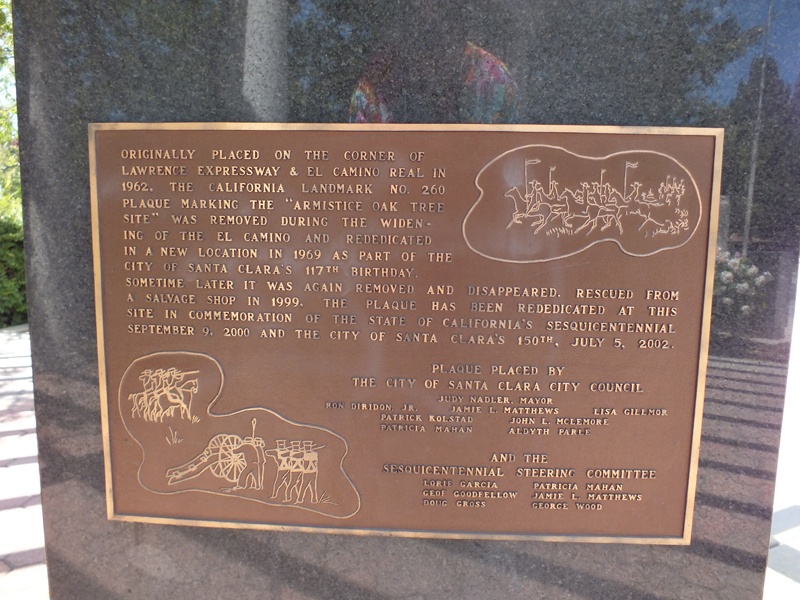 ORIGINALLY PLACED ON THE CORNER OF
LAWRENCE EXPRESSWAY & EL CAMINO REAL IN
1962. THE CALIFORNIA LANDMARK NO. 260
PLAQUE MARKING THE "ARMISTICE OAK TREE
SITE" WAS REMOVED DURING THE WIDEN-
ING OF THE EL CAMINO AND REDEDICATED
IN A NEW LOCATION IN 1969 AS PART OF THE
CITY OF SANTA CLARA'S 117TH BIRTHDAY.
SOMETIME LATER IT WAS AGAIN REMOVED AND DISAPPEARED. RESCUED FROM
A SALVAGE SHOP IN 1999. THE PLAQUE HAS BEEN REDEDICATED AT THIS
SITE IN COMMEMORATION OF THE STATE OF CALIFORNIA'S SESQUICENTENNIAL
SEPTEMBER 9, 2000 AND THE CITY OF SANTA CLARA'S 150TH, JULY 5, 2002.
PLAQUE PLACED BY
THE CITY OF SANTA CLARA CITY COUNCIL
JUDY NADLER, MAYOR
RON DIRIDON, JR. JAMIE L. MATTHEWS LISA GILLMOR
PATRICK KOLSTAD JOHN L. MCLEMORE
PATRICIA MAHAN ALDYTH PARLE
AND THE
SESQUICENTENNIAL STEERING COMMITTEE
LORIE GARCIA PATRICIA MAHAN
GEOF GOODFELLOW JAMIE L. MATTHEWS
DOUG GROSS GEORGE WOOD